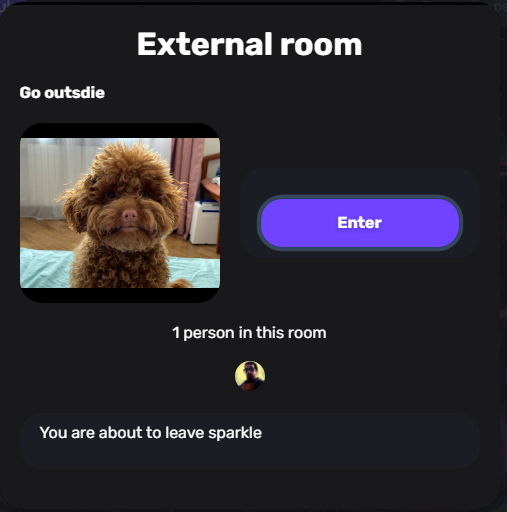 External room
Go outsdie
Enter
1 person in this room
You are about to leave sparkle